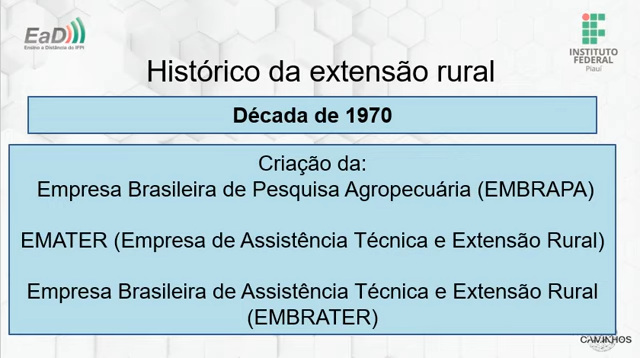 EaD
Ensino a Distância do IFPI
INSTITUTO
FEDERAL
Piauí
Histórico da extensão rural
Década de 1970
Criação da:
Empresa Brasileira de Pesquisa Agropecuária (EMBRAPA)
EMATER (Empresa de Assistência Técnica e Extensão Rural)
Empresa Brasileira de Assistência Técnica e Extensão Rural
(EMBRATER)
CAMINHOS